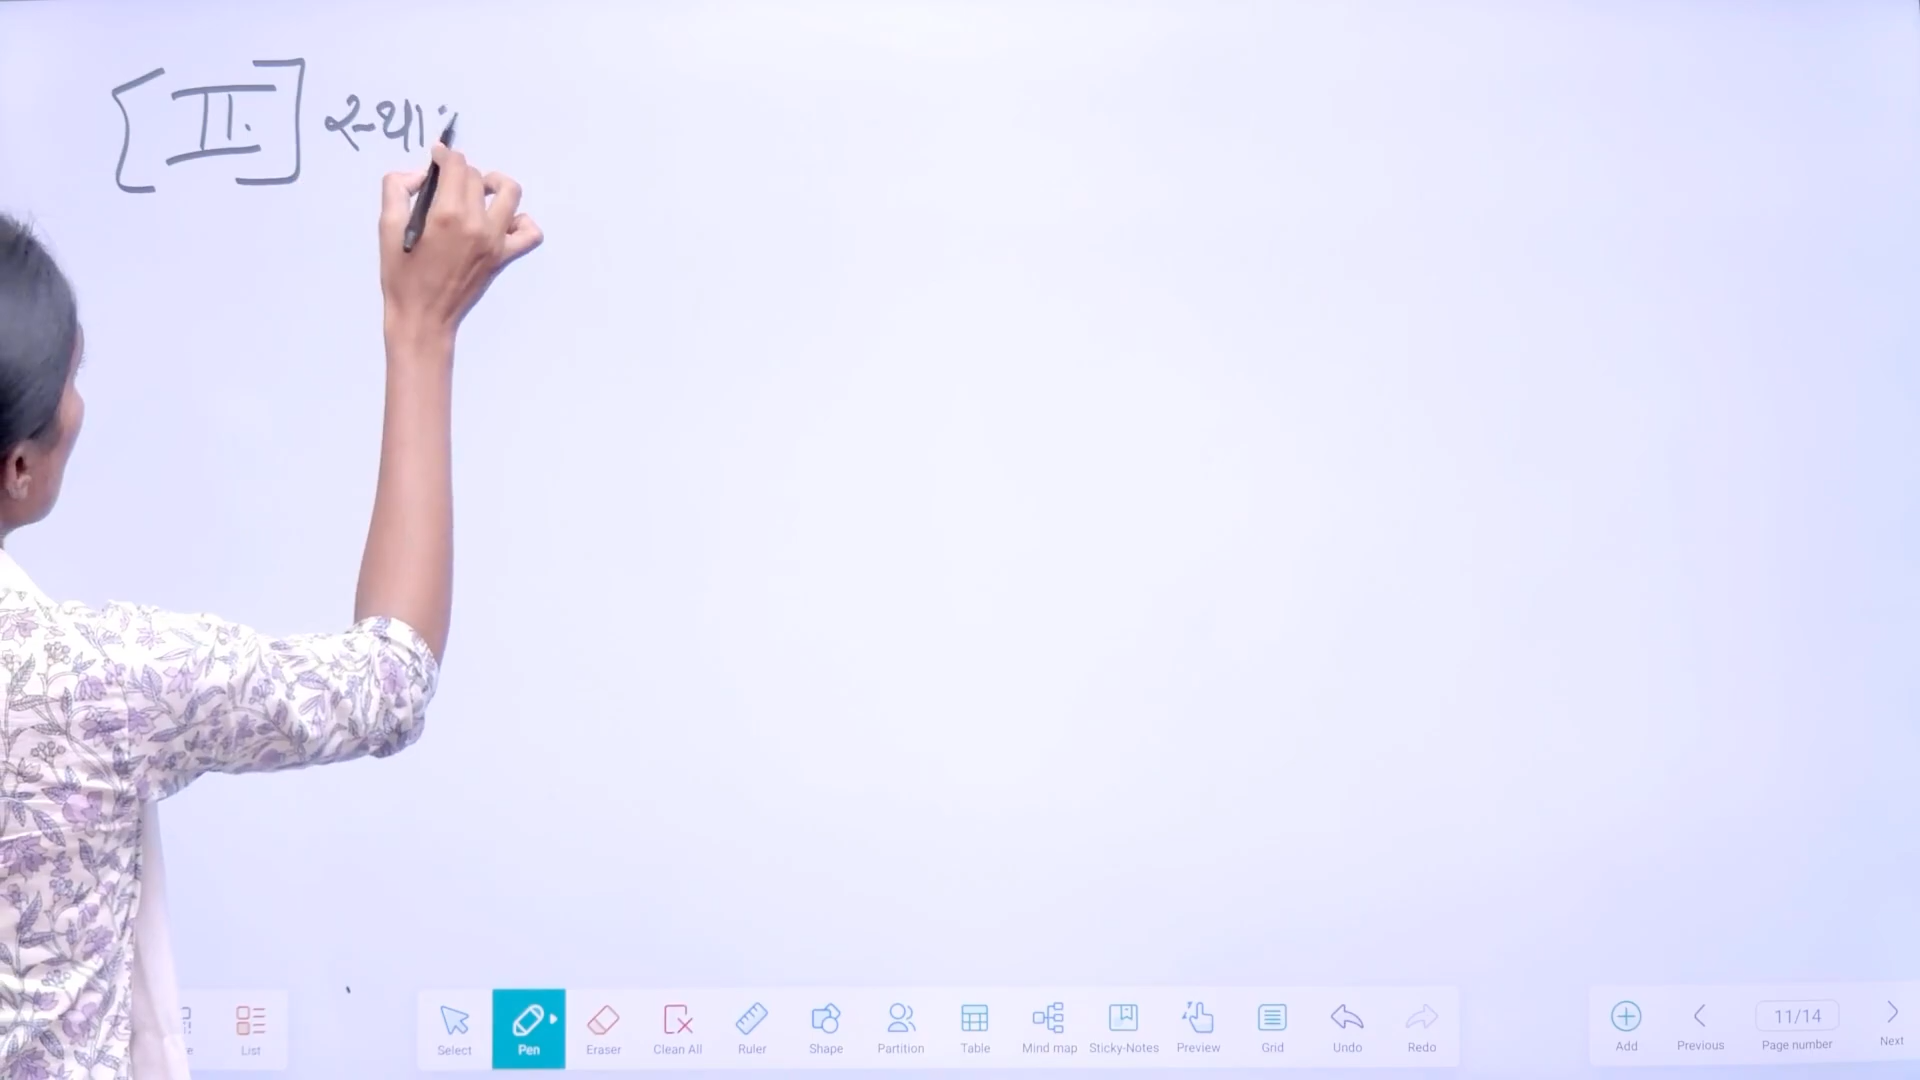 [II.] स्था
List
Select Pen Eraser Clean All Ruler Shape Partition Table Mind map Sticky-Notes Preview Grid Undo Redo
Add Previous 11/14 Page number Next